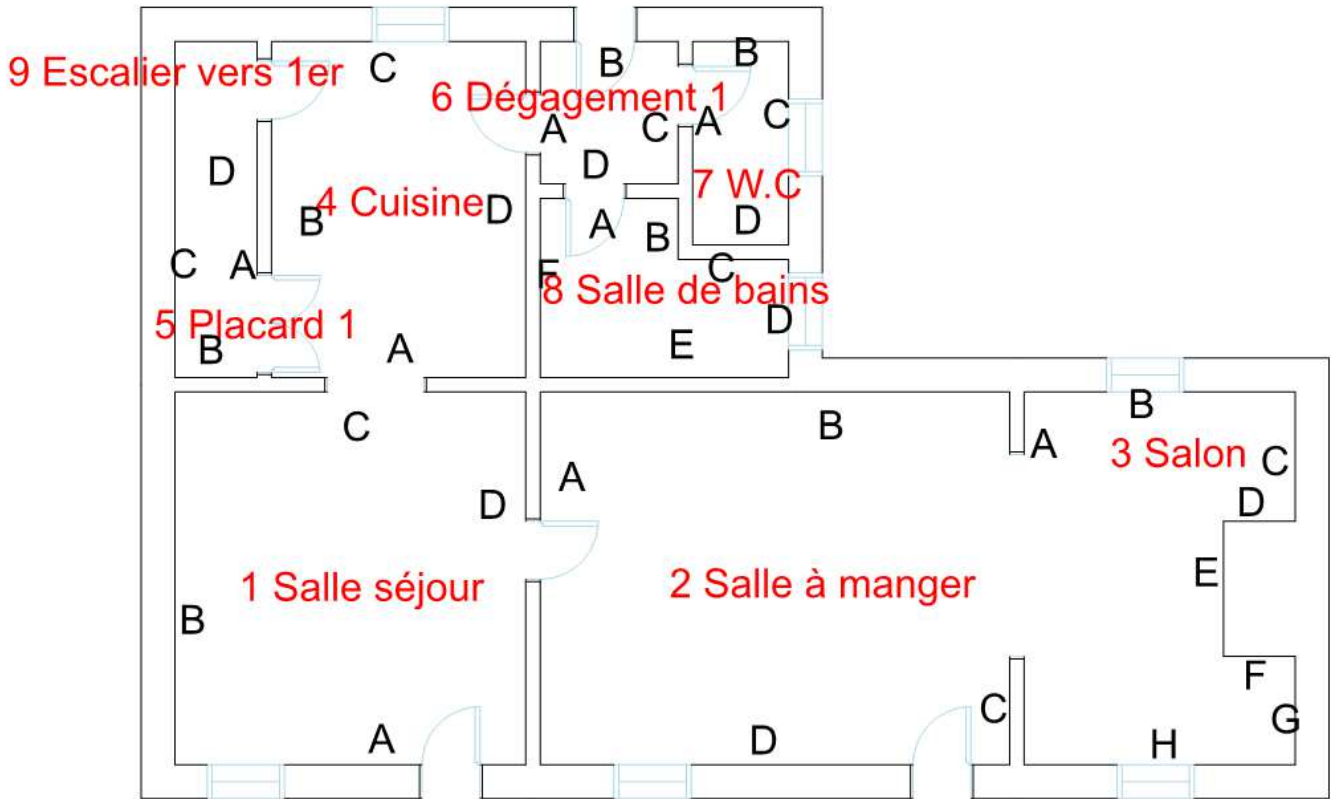 B
C
B
9 Escalier vers 1er
6 Dégagement 1
C
A
C
A
D
D
7 W.C
4 Cuisine
D
B
D
A
B
C
A
F
C
8 Salle de bains
D
5 Placard 1
B
A
E
B
C
B
A
3 Salon
C
D
A
D
E
1 Salle séjour
2 Salle à manger
B
F
C
G
A
D
H